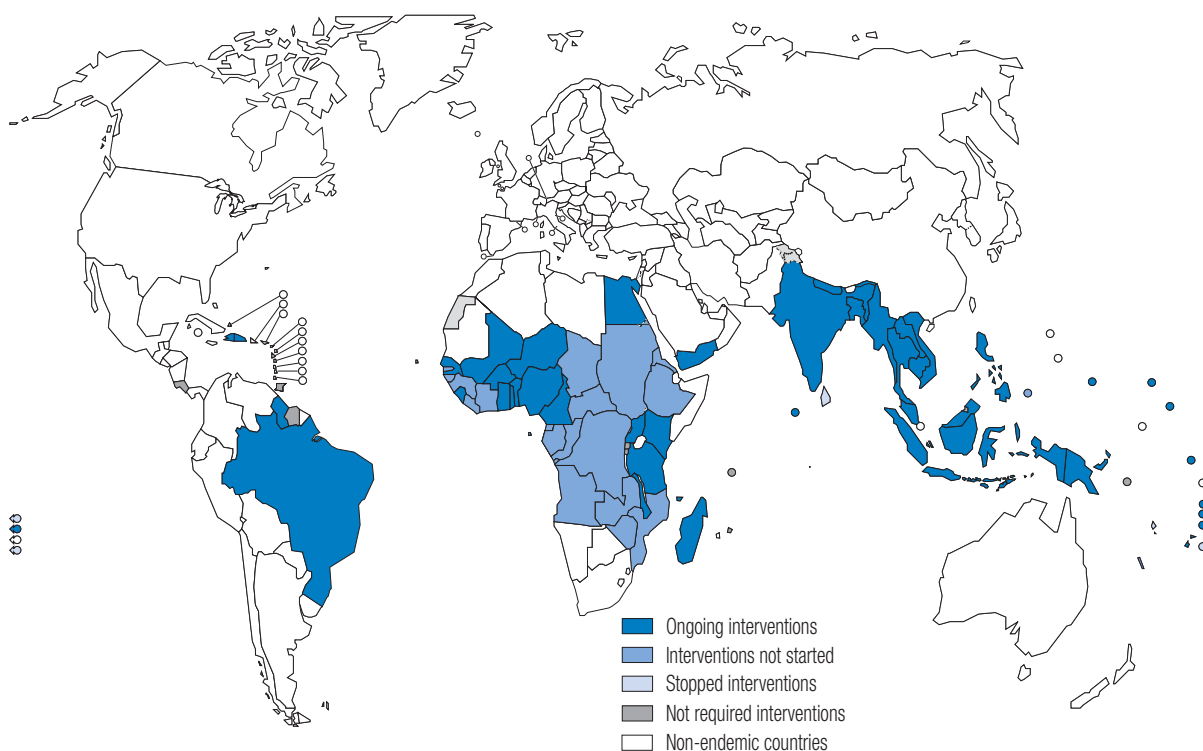 Ongoing interventions
Interventions not started
Stopped interventions
Not required interventions
Non-endemic countries